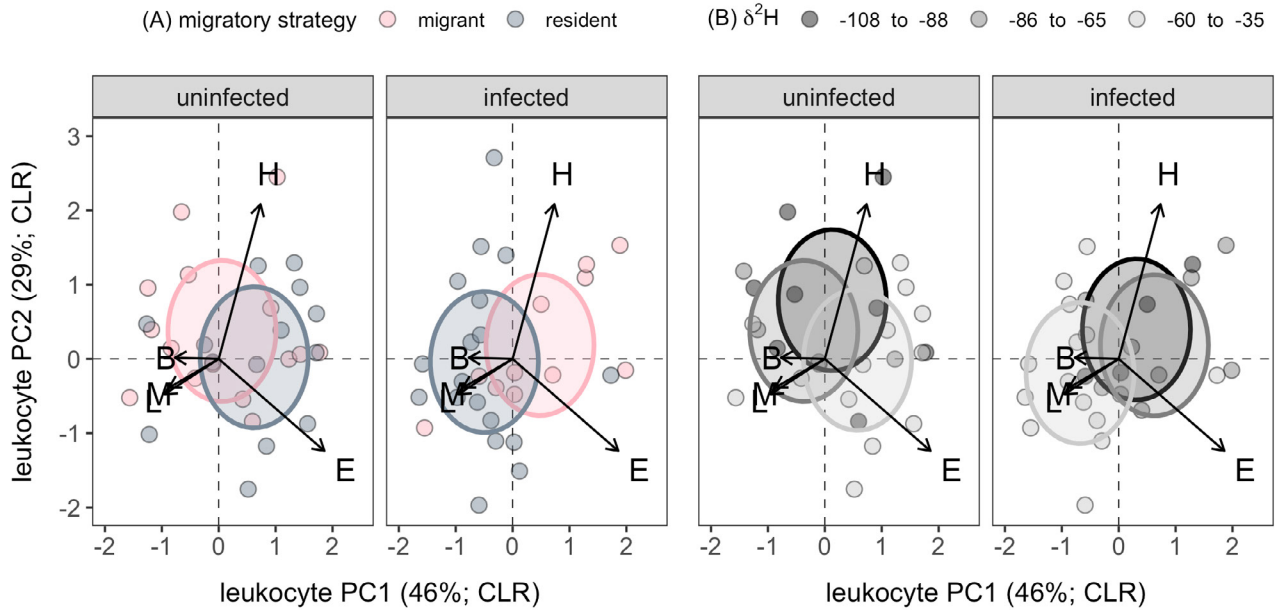 (A) migratory strategy migrant resident
(B) δ²H -108 to -88 -86 to -65 -60 to -35
uninfected infected uninfected infected
leukocyte PC2 (29%; CLR)
3
2
1
0
-1
-2
H B M L E
H B M L E
H B M L E
H B M L E
-2 -1 0 1 2 -2 -1 0 1 2 -2 -1 0 1 2 -2 -1 0 1 2
leukocyte PC1 (46%; CLR) leukocyte PC1 (46%; CLR)